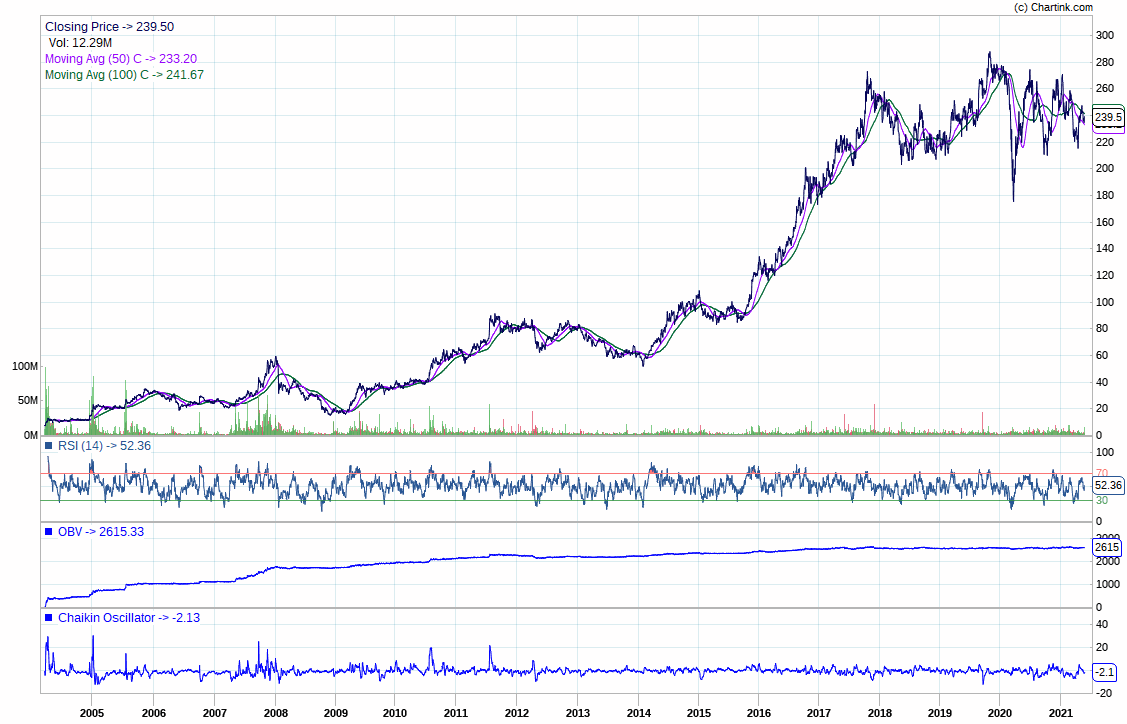 (c) Chartink.com
Closing Price -> 239.50
Vol: 12.29M
Moving Avg (50) C -> 233.20
Moving Avg (100) C -> 241.67
300
280
260
239.5
220
200
180
160
140
120
100
80
60
40
20
0
100M
50M
0M
RSI (14) -> 52.36
100
70
52.36
30
0
OBV -> 2615.33
3000
2615
2000
1000
0
Chaikin Oscillator -> -2.13
40
20
-2.1
-20
2005 2006 2007 2008 2009 2010 2011 2012 2013 2014 2015 2016 2017 2018 2019 2020 2021